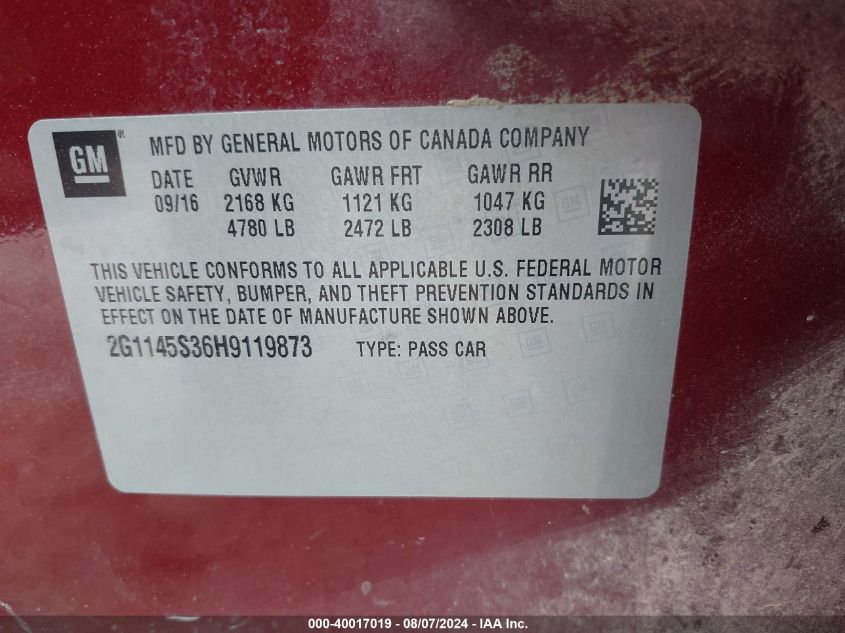 GM ® MFD BY GENERAL MOTORS OF CANADA COMPANY
DATE GVWR GAWR FRT GAWR RR
09/16 2168 KG 1121 KG 1047 KG
4780 LB 2472 LB 2308 LB
THIS VEHICLE CONFORMS TO ALL APPLICABLE U.S. FEDERAL MOTOR
VEHICLE SAFETY, BUMPER, AND THEFT PREVENTION STANDARDS IN
EFFECT ON THE DATE OF MANUFACTURE SHOWN ABOVE.
2G1145S36H9119873 TYPE: PASS CAR
000-40017019 - 08/07/2024 - IAA Inc.